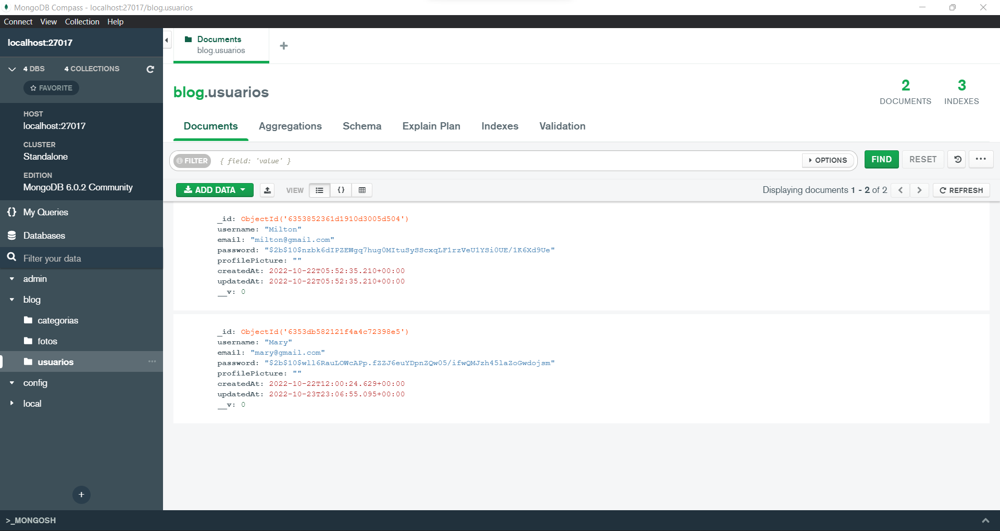 MongoDB Compass - localhost:27017/blog.usuarios
Connect View Collection Help
localhost:27017
4 DBS 4 COLLECTIONS
FAVORITE
HOST
localhost:27017
CLUSTER
Standalone
EDITION
MongoDB 6.0.2 Community
{} My Queries
Databases
Filter your data
admin
blog
categorias
fotos
usuarios
config
local
+
Documents
blog.usuarios
+
blog.usuarios
2
DOCUMENTS
3
INDEXES
Documents Aggregations Schema Explain Plan Indexes Validation
FILTER { field: 'value' } OPTIONS FIND RESET
ADD DATA VIEW {} Displaying documents 1 - 2 of 2 REFRESH
_id: ObjectId('6353852361d1910d3005d504')
username: "Milton"
email: "milton@gmail.com"
password: "$2b$10$nzbk6dIPZEWgq7hug0MItuSySScxqLF1rzVeU1YSi0UE/1K6Xd9Ue"
profilePicture: ""
createdAt: 2022-10-22T05:52:35.210+00:00
updatedAt: 2022-10-22T05:52:35.210+00:00
__v: 0
_id: ObjectId('6353db582121f4a4c72398e5')
username: "Mary"
email: "mary@gmail.com"
password: "$2b$10$wll6RauLOWcAPp.fZZJ6euYDpnZQw05/ifwQMJzh45laZoGwdojsm"
profilePicture: ""
createdAt: 2022-10-22T12:00:24.629+00:00
updatedAt: 2022-10-23T23:06:55.095+00:00
__v: 0
>_MONGOSH